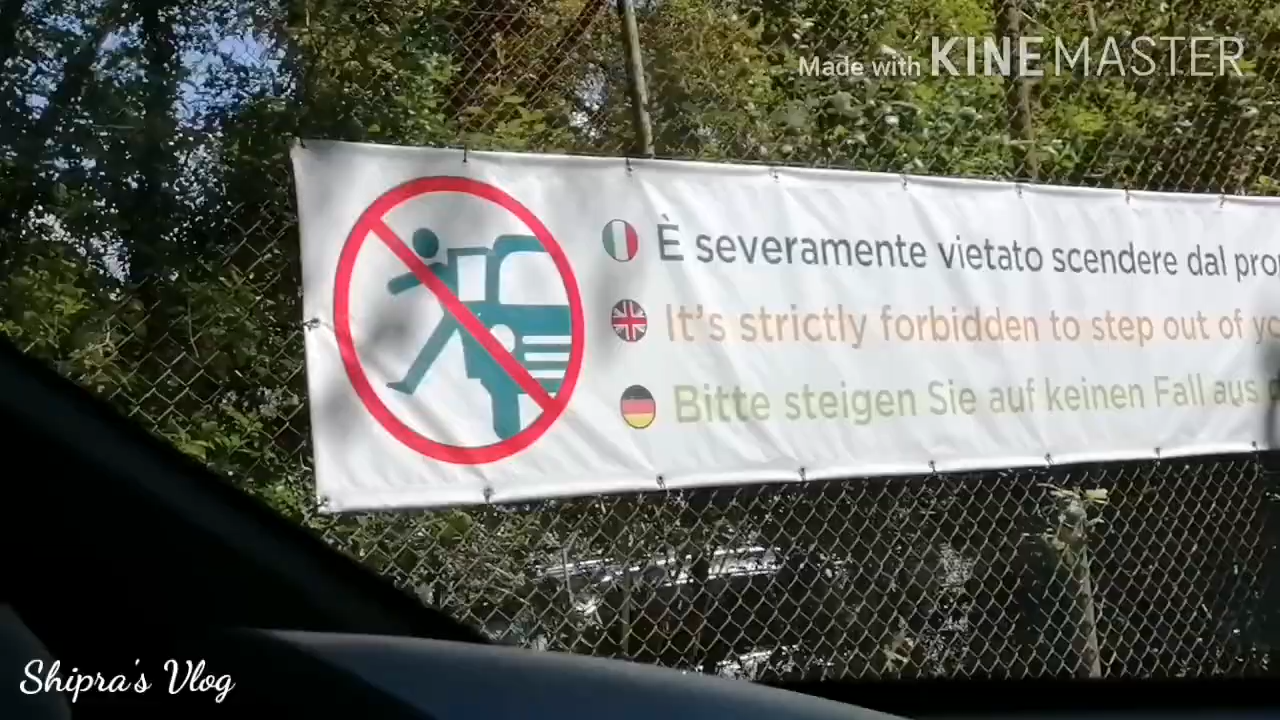 Made with KINEMASTER
È severamente vietato scendere dal
It's strictly forbidden to step out of
Bitte steigen Sie auf keinen Fall aus
Shipra's Vlog